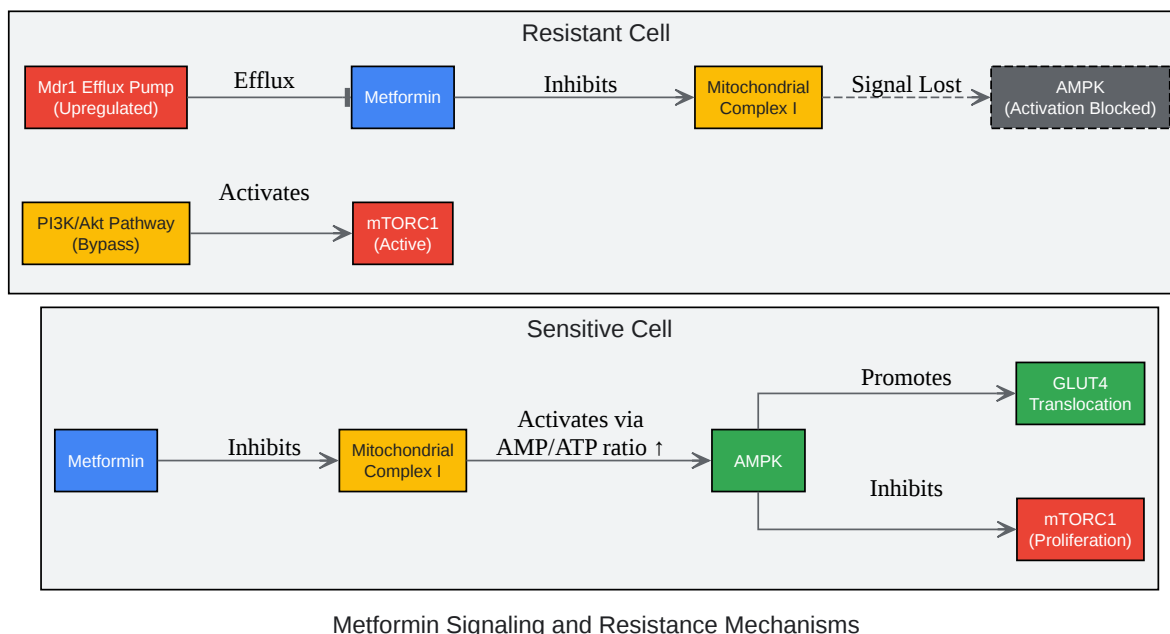 Resistant Cell
Mdr1 Efflux Pump
(Upregulated)
Efflux
Metformin
Inhibits
Mitochondrial
Complex I
Signal Lost
AMPK
(Activation Blocked)
PI3K/Akt Pathway
(Bypass)
Activates
mTORC1
(Active)
Sensitive Cell
Metformin
Inhibits
Mitochondrial
Complex I
Activates via
AMP/ATP ratio ↑
AMPK
Promotes
GLUT4
Translocation
Inhibits
mTORC1
(Proliferation)
Metformin Signaling and Resistance Mechanisms